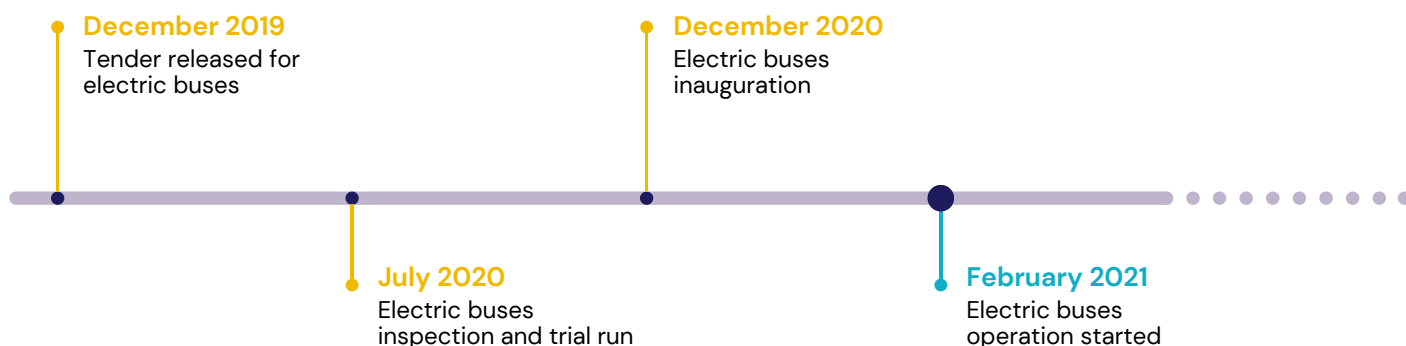 December 2019
Tender released for
electric buses
July 2020
Electric buses
inspection and trial run
December 2020
Electric buses
inauguration
February 2021
Electric buses
operation started